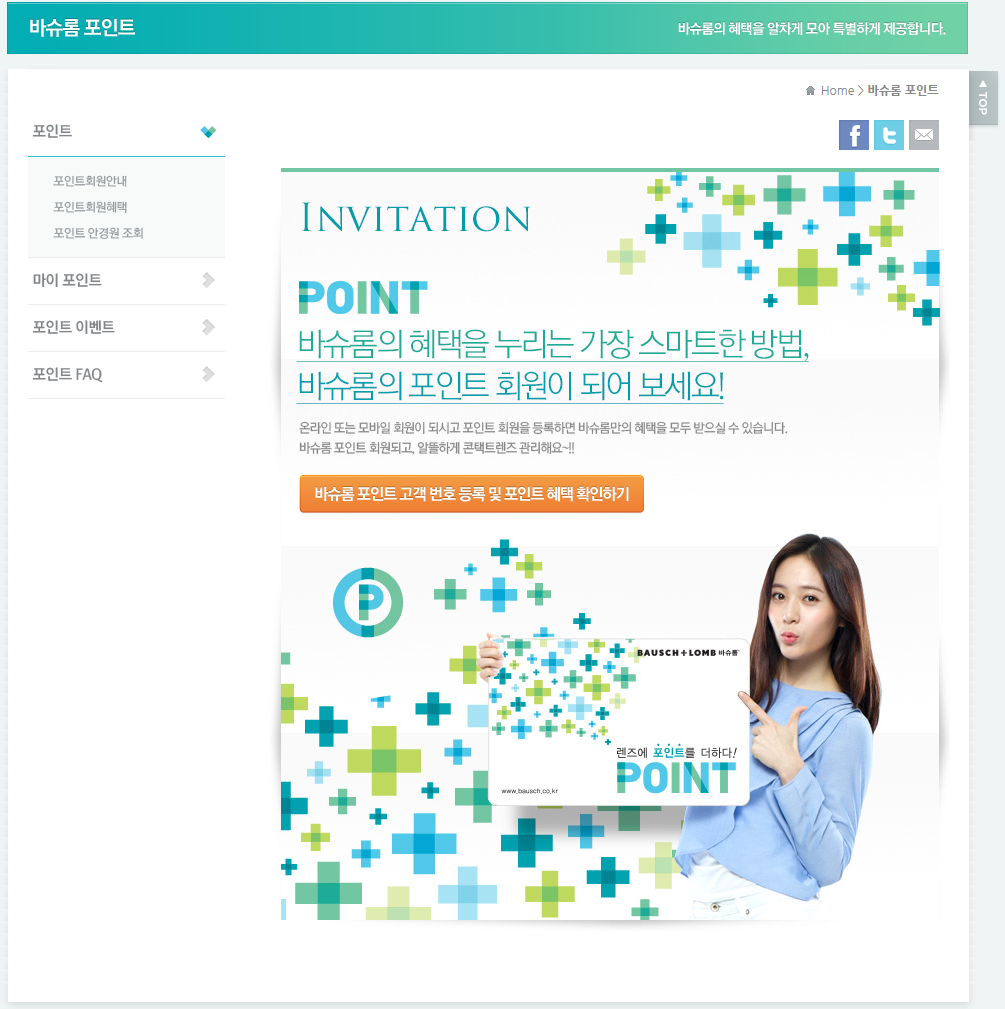 바슈롬 포인트
바슈롬의 혜택을 알차게 모아 특별하게 제공합니다.
Home > 바슈롬 포인트
TOP
포인트
포인트회원안내
포인트회원혜택
포인트 안경원 조회
마이 포인트
포인트 이벤트
포인트 FAQ
INVITATION
POINT
바슈롬의 혜택을 누리는 가장 스마트한 방법,
바슈롬의 포인트 회원이 되어 보세요!
온라인 또는 모바일 회원이 되시고 포인트 회원을 등록하면 바슈롬만의 혜택을 모두 받으실 수 있습니다.
바슈롬 포인트 회원되고, 알뜰하게 콘택트렌즈 관리해요~!!
바슈롬 포인트 고객 번호 등록 및 포인트 혜택 확인하기
P
BAUSCH + LOMB 바슈롬
렌즈에 포인트를 더하다!
POINT
www.bausch.co.kr